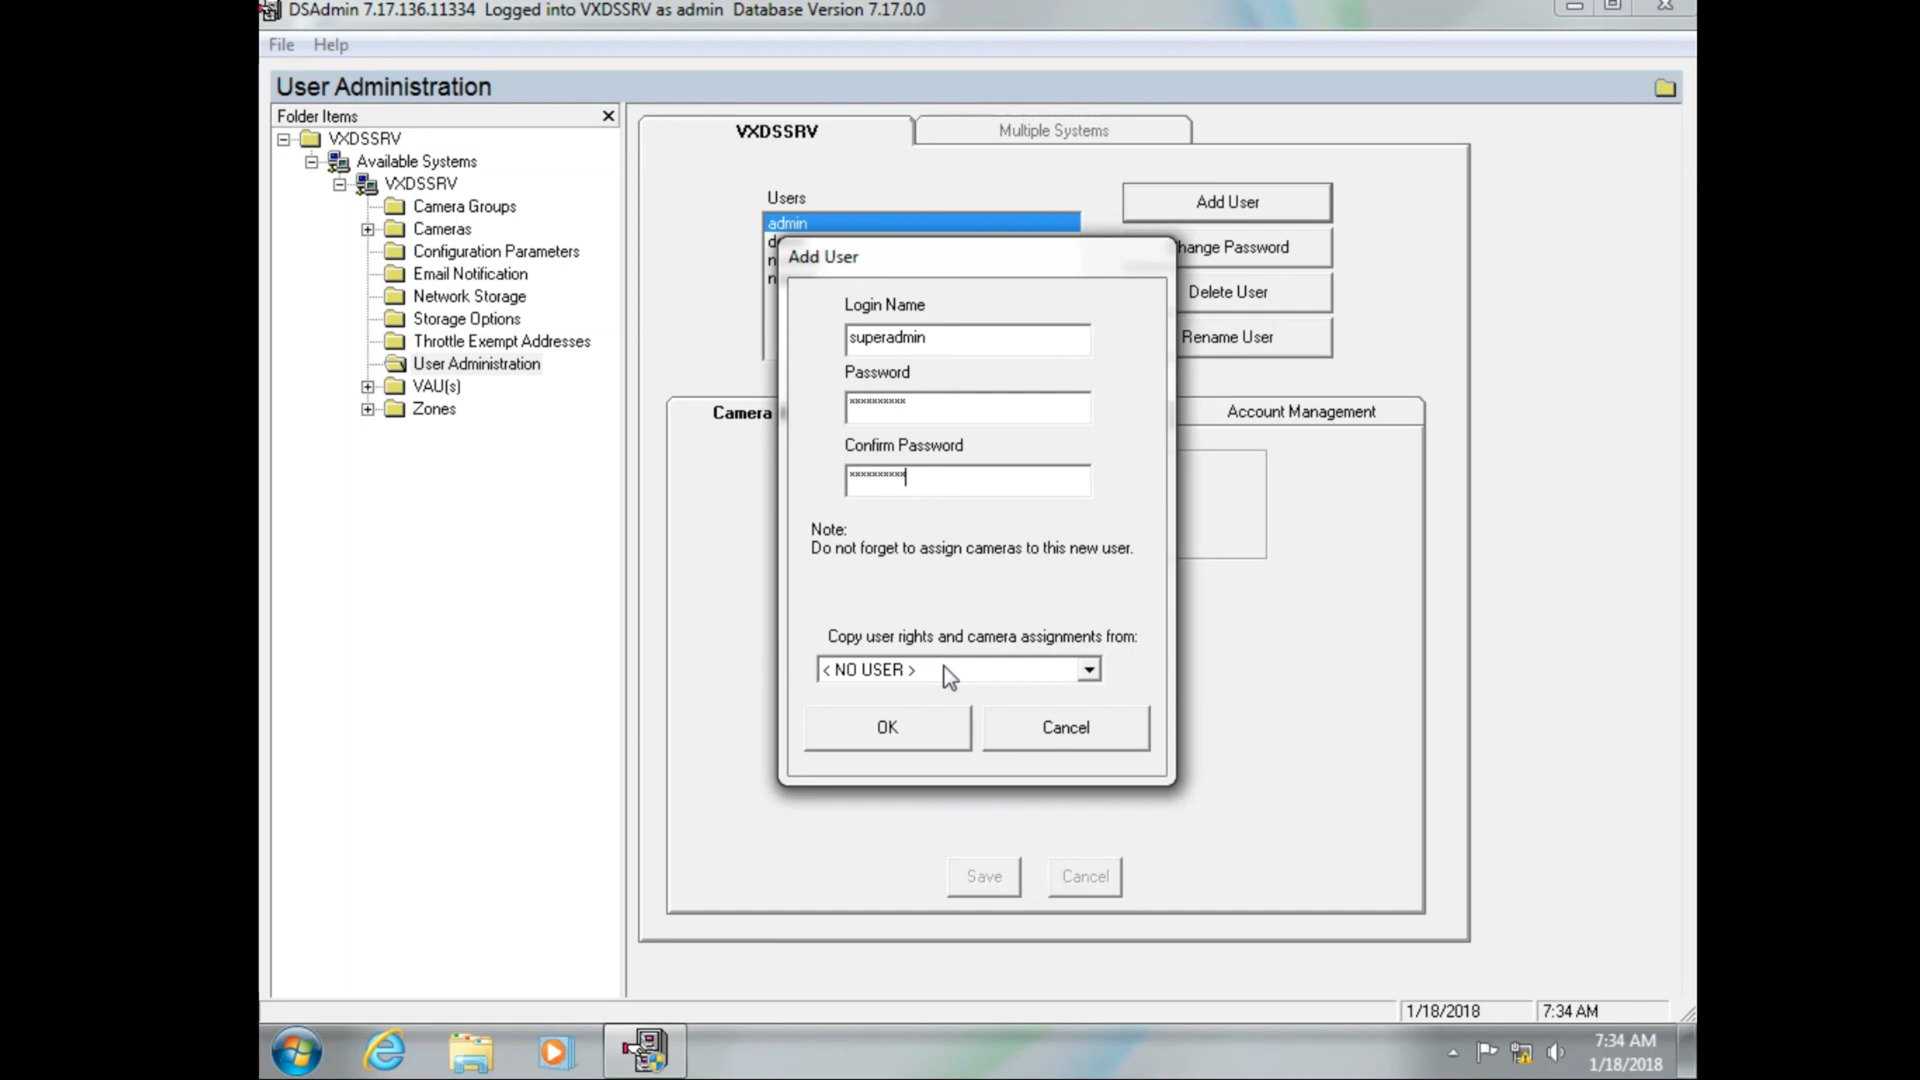 DSAdmin 7.17.136.11334 Logged into VXDSSRV as admin Database Version 7.17.0.0
File Help
User Administration
Folder Items
VXDSSRV
Available Systems
VXDSSRV
Camera Groups
Cameras
Configuration Parameters
Email Notification
Network Storage
Storage Options
Throttle Exempt Addresses
User Administration
VAU(s)
Zones
VXDSSRV
Multiple Systems
Users
admin
Add User
hange Password
Delete User
Rename User
Camera
Account Management
Add User
Login Name
superadmin
Password
**********
Confirm Password
**********
Note:
Do not forget to assign cameras to this new user.
Copy user rights and camera assignments from:
< NO USER >
OK
Cancel
Save
Cancel
1/18/2018
7:34 AM
7:34 AM
1/18/2018